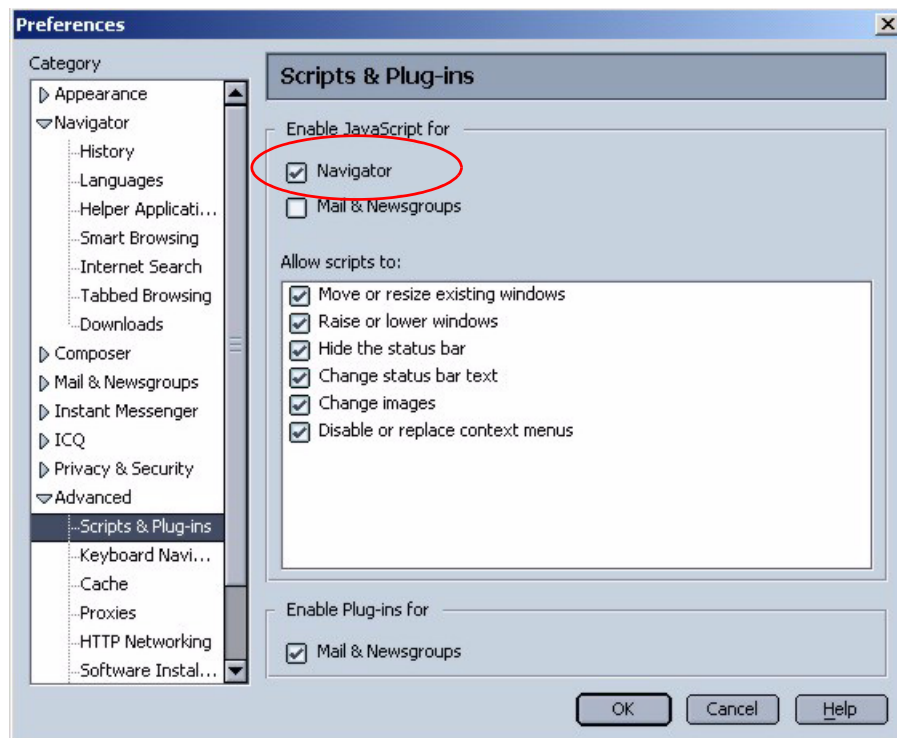 Preferences
Category
Appearance
Navigator
History
Languages
Helper Applicati...
Smart Browsing
Internet Search
Tabbed Browsing
Downloads
Composer
Mail & Newsgroups
Instant Messenger
ICQ
Privacy & Security
Advanced
Scripts & Plug-ins
Keyboard Navi...
Cache
Proxies
HTTP Networking
Software Instal...
Scripts & Plug-ins
Enable JavaScript for
Navigator
Mail & Newsgroups
Allow scripts to:
Move or resize existing windows
Raise or lower windows
Hide the status bar
Change status bar text
Change images
Disable or replace context menus
Enable Plug-ins for
Mail & Newsgroups
OK Cancel Help